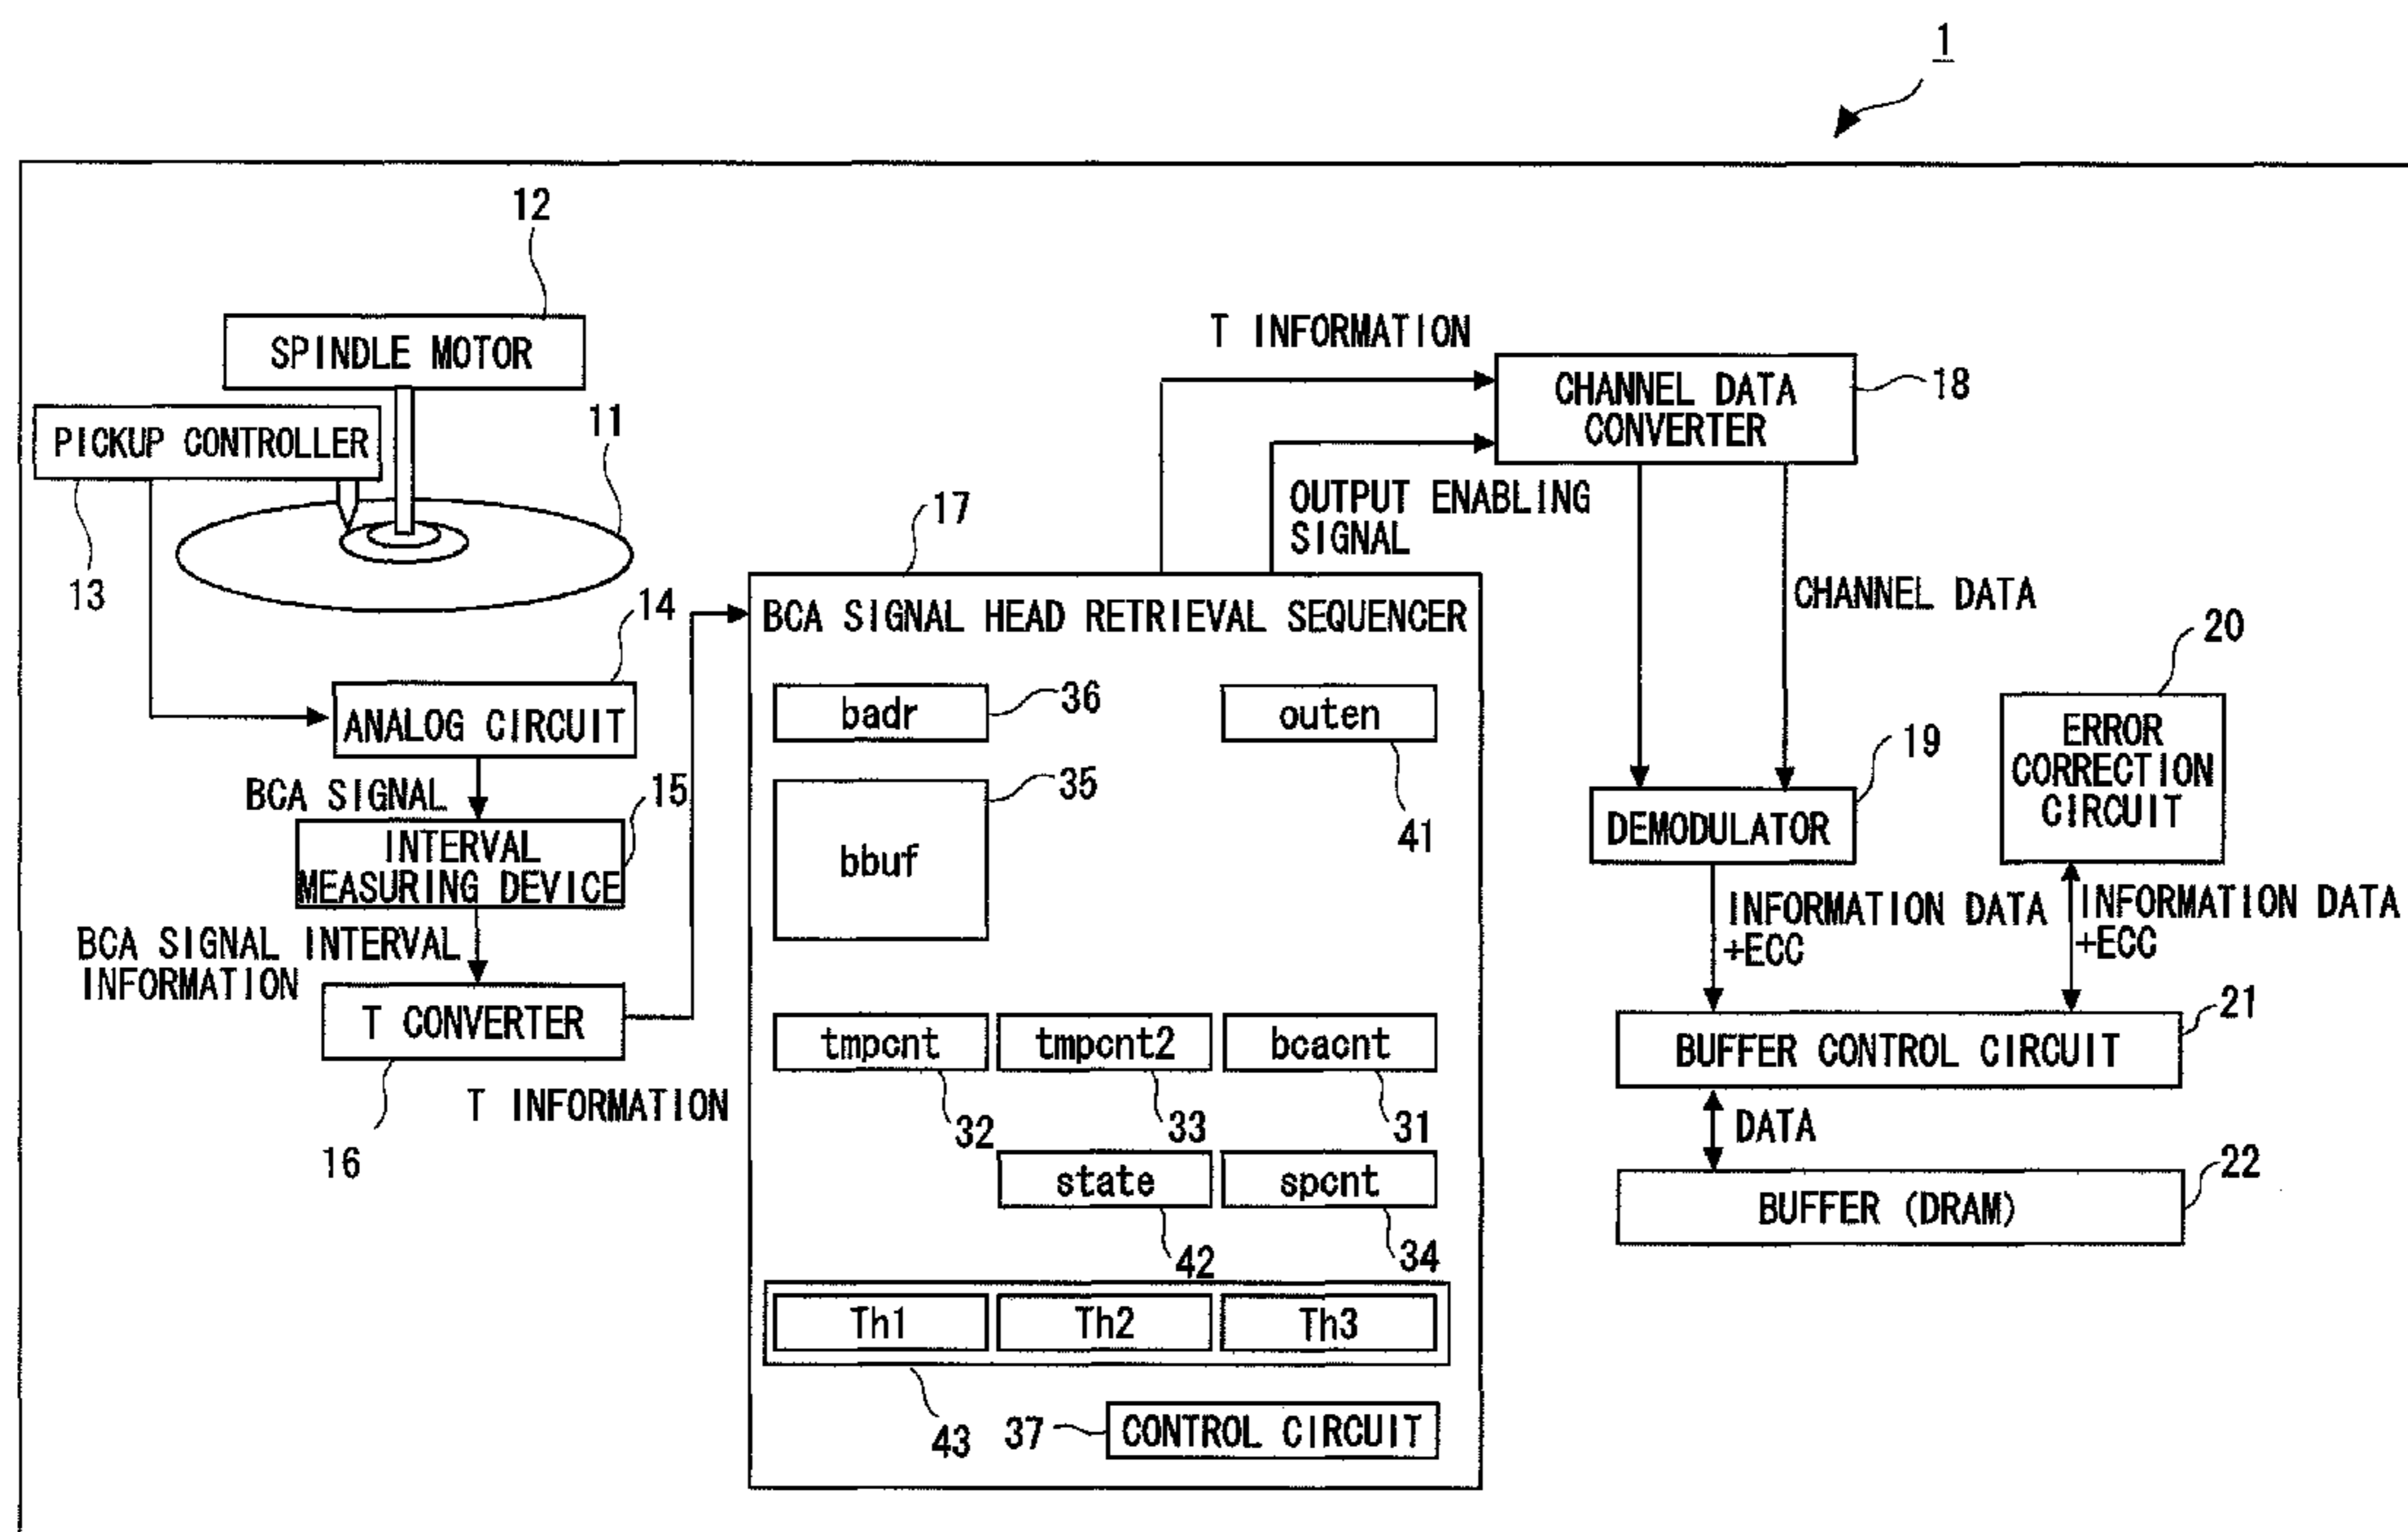 1
12
SPINDLE MOTOR
PICKUP CONTROLLER
11
13
14
ANALOG CIRCUIT
BCA SIGNAL
15
INTERVAL
MEASURING DEVICE
BCA SIGNAL INTERVAL
INFORMATION
T CONVERTER
16
T INFORMATION
17
BCA SIGNAL HEAD RETRIEVAL SEQUENCER
badr
36
outen
41
bbuf
35
tmpcnt
tmpcnt2
bcacnt
32
33
31
state
spcnt
42
34
Th1
Th2
Th3
43
37
CONTROL CIRCUIT
T INFORMATION
OUTPUT ENABLING
SIGNAL
CHANNEL DATA
CONVERTER
18
CHANNEL DATA
DEMODULATOR
19
20
ERROR
CORRECTION
CIRCUIT
INFORMATION DATA
+ECC
INFORMATION DATA
+ECC
BUFFER CONTROL CIRCUIT
21
DATA
BUFFER (DRAM)
22